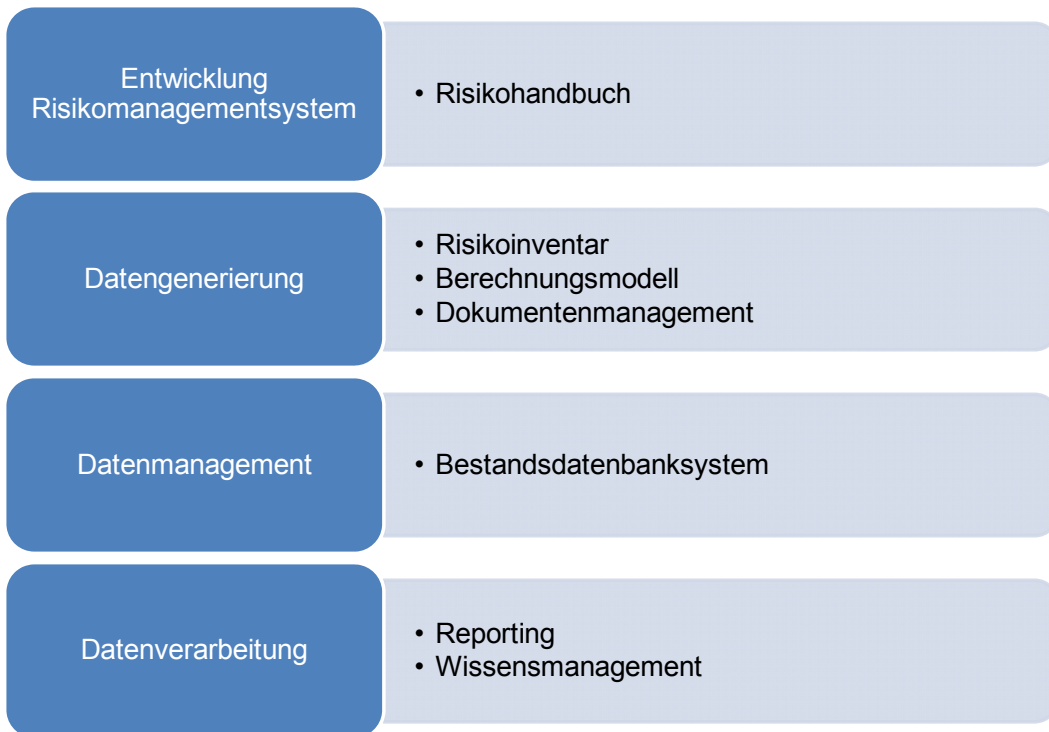 Entwicklung
Risikomanagementsystem
• Risikohandbuch
Datengenerierung
• Risikoinventar
• Berechnungsmodell
• Dokumentenmanagement
Datenmanagement
• Bestandsdatenbanksystem
Datenverarbeitung
• Reporting
• Wissensmanagement